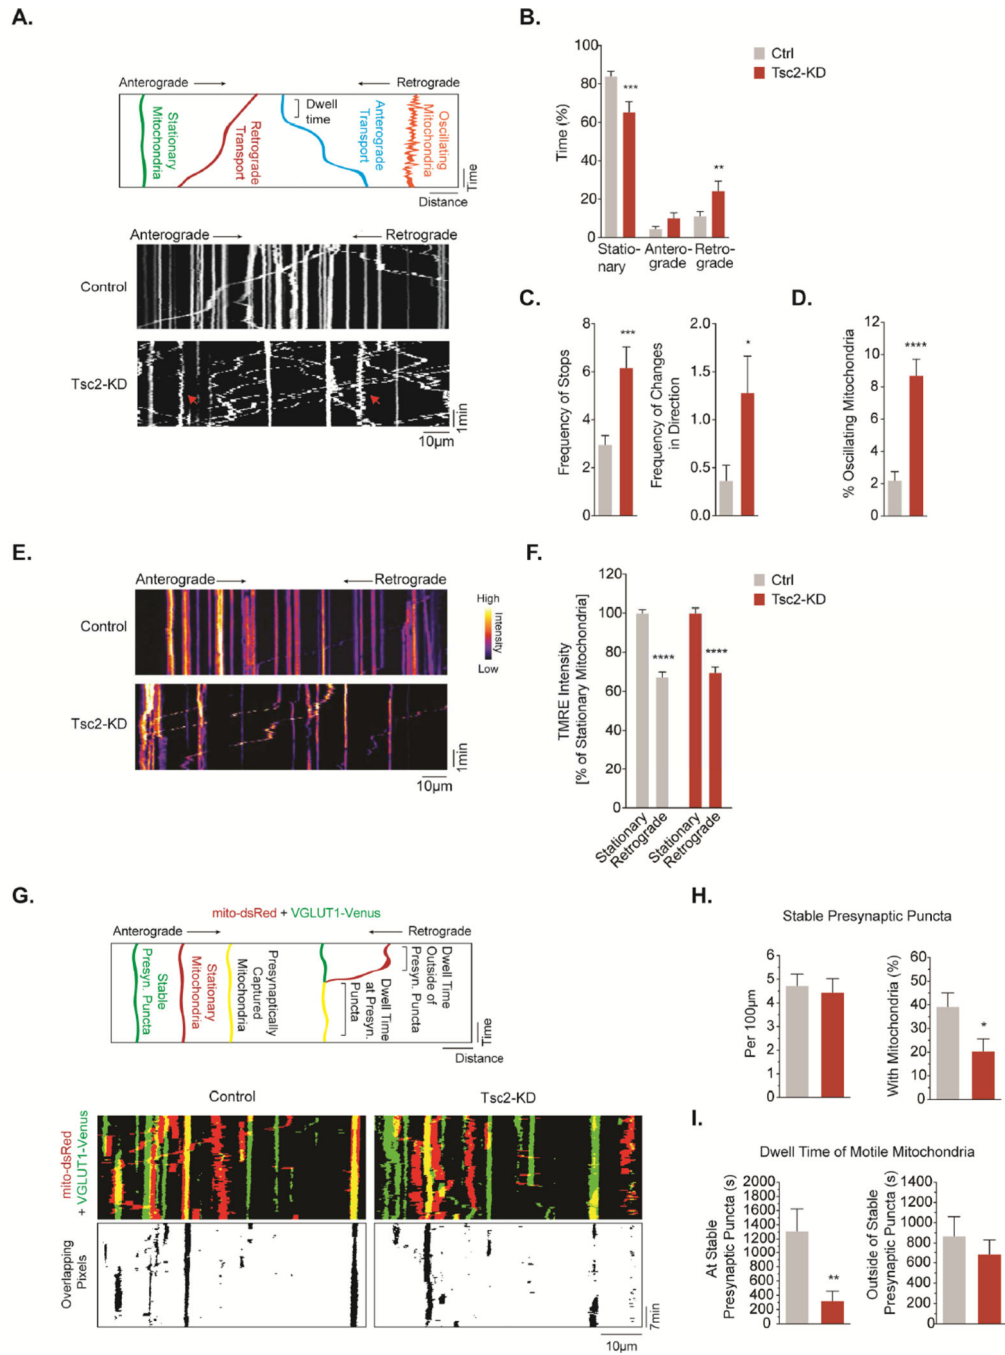 A.
Anterograde
Retrograde
Stationary
Mitochondria
Retrograde
Transport
Dwell
time
Anterograde
Transport
Oscillating
Mitochondria
Time
Distance
Anterograde
Retrograde
Control
Tsc2-KD
1min
10µm
B.
Time (%)
100
80
60
40
20
0
***
**
Statio-
nary
Antero-
grade
Retro-
grade
Ctrl
Tsc2-KD
C.
Frequency of Stops
8
6
4
2
0
***
Frequency of Changes
in Direction
2.0
1.5
1.0
0.5
0.0
*
D.
% Oscillating Mitochondria
12
10
8
6
4
2
0
****
E.
Anterograde
Retrograde
Control
Tsc2-KD
High
Intensity
Low
1min
10µm
F.
TMRE Intensity
[% of Stationary Mitochondria]
120
100
80
60
40
20
0
****
****
Stationary
Retrograde
Stationary
Retrograde
Ctrl
Tsc2-KD
G.
mito-dsRed + VGLUT1-Venus
Anterograde
Retrograde
Stable
Presyn. Puncta
Stationary
Mitochondria
Presynaptically
Captured
Mitochondria
Dwell Time
at Presyn.
Puncta
Dwell Time
Outside of
Presyn. Puncta
Time
Distance
Control
Tsc2-KD
mito-dsRed
+ VGLUT1-Venus
Overlapping
Pixels
7min
10µm
H.
Stable Presynaptic Puncta
Per 100µm
6
5
4
3
2
1
0
With Mitochondria (%)
60
50
40
30
20
10
0
*
I.
Dwell Time of Motile Mitochondria
At Stable
Presynaptic Puncta (s)
2000
1800
1600
1400
1200
1000
800
600
400
200
0
**
Outside of Stable
Presynaptic Puncta (s)
1400
1200
1000
800
600
400
200
0